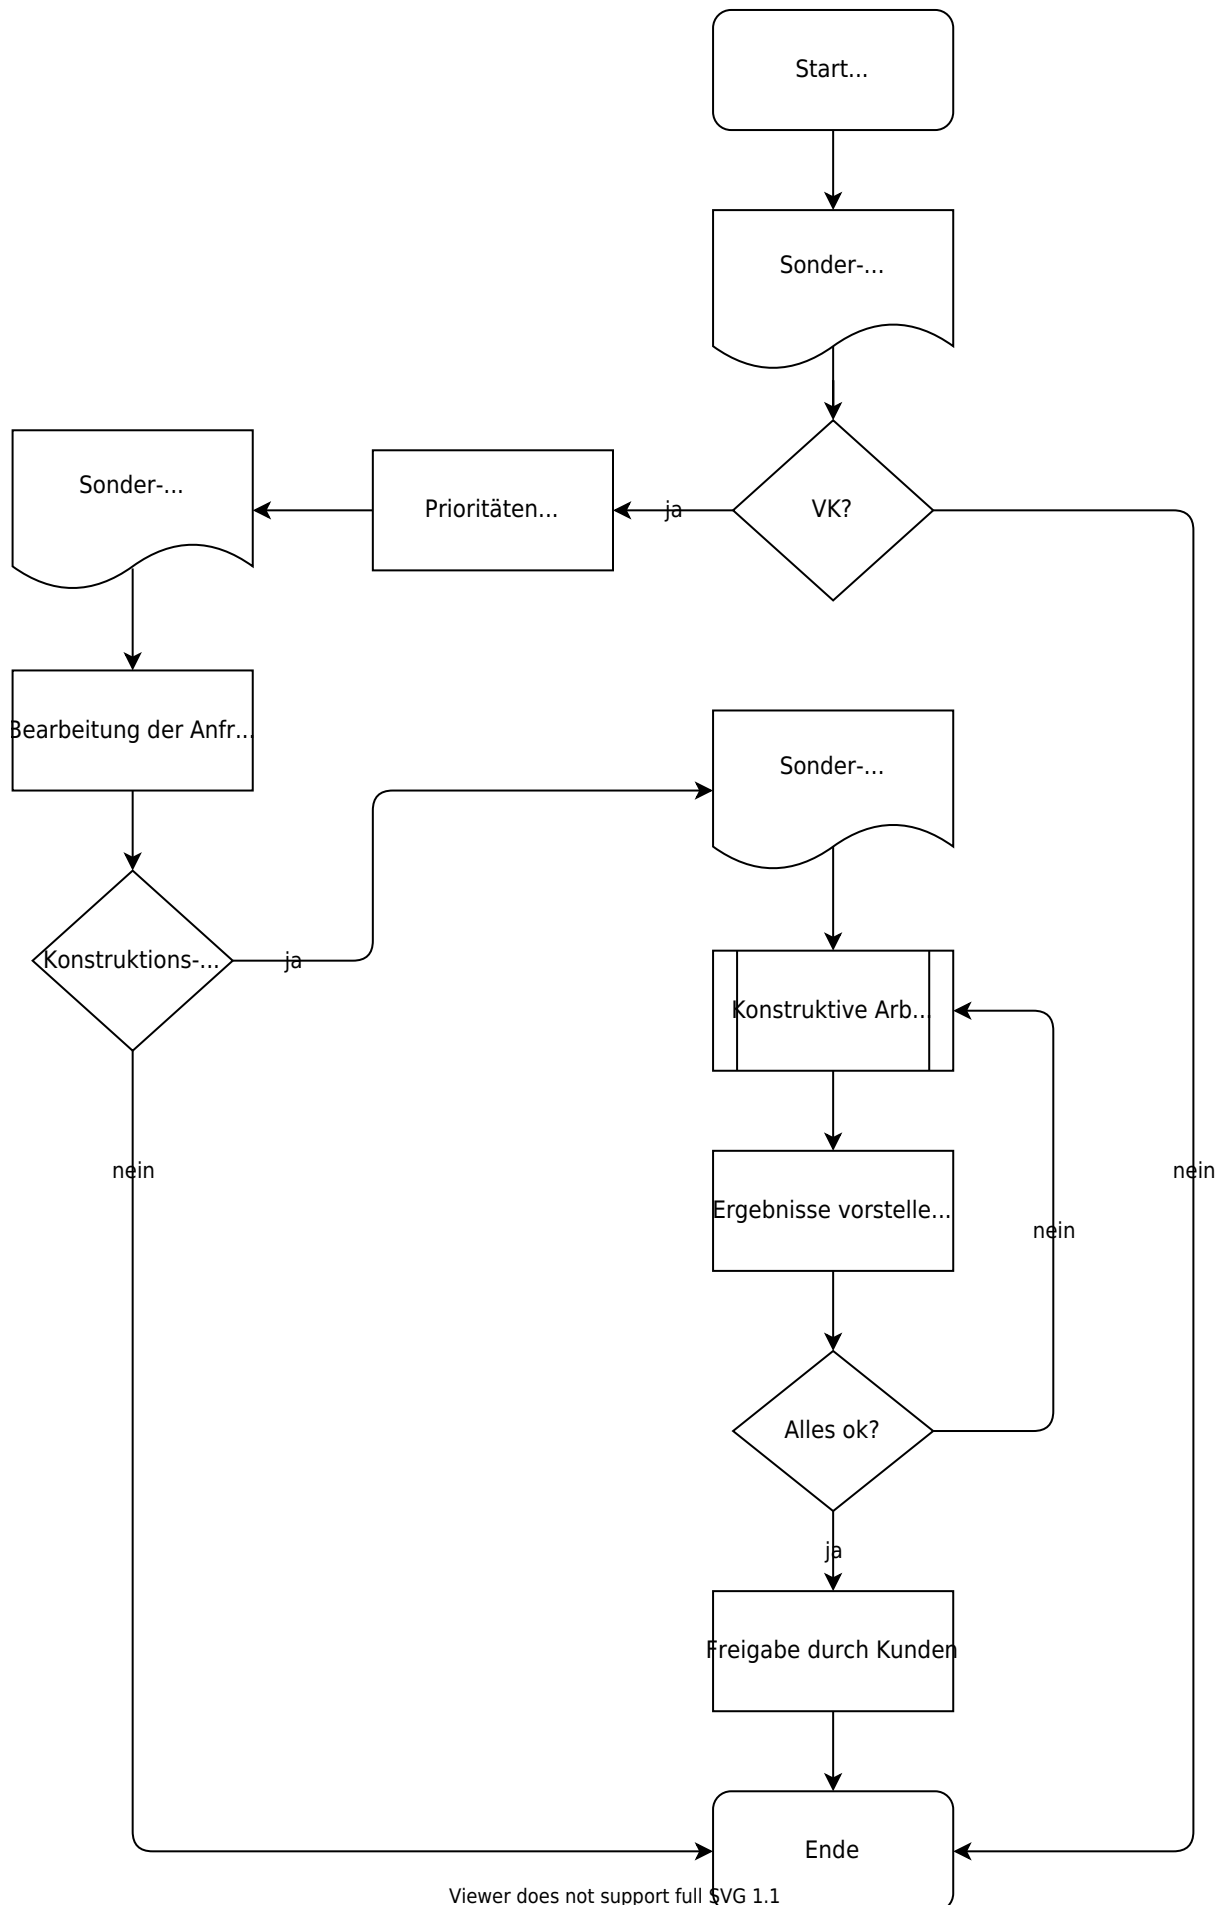 Start...
Sonder-...
VK?
ja
Prioritäten...
Sonder-...
Bearbeitung der Anfr...
Sonder-...
Konstruktions-...
ja
Konstruktive Arb...
nein
nein
Ergebnisse vorstelle...
nein
Alles ok?
ja
Freigabe durch Kunden
Ende
Viewer does not support full SVG 1.1